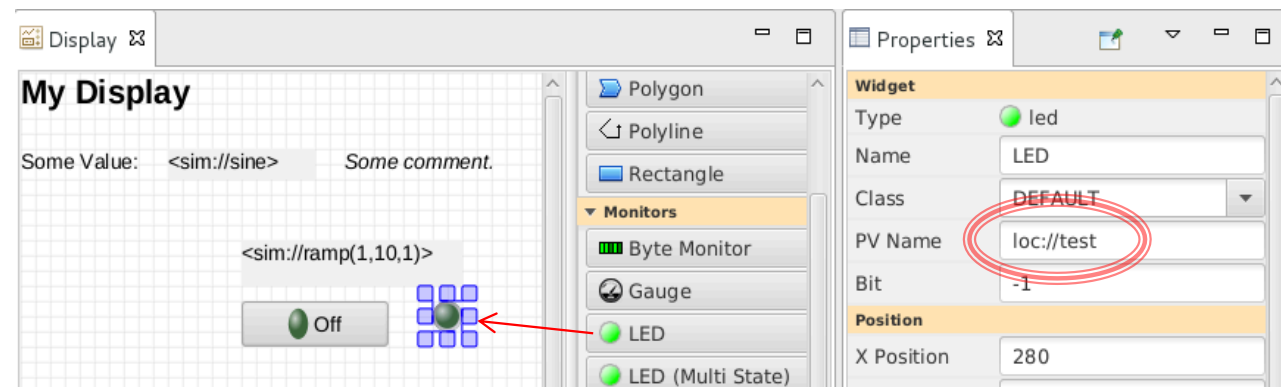 Display
My Display
Some Value: <sim://sine> Some comment.
<sim://ramp(1,10,1)>
Off
Polygon
Polyline
Rectangle
Monitors
Byte Monitor
Gauge
LED
LED (Multi State)
Properties
Widget
Type led
Name LED
Class DEFAULT
PV Name loc://test
Bit -1
Position
X Position 280